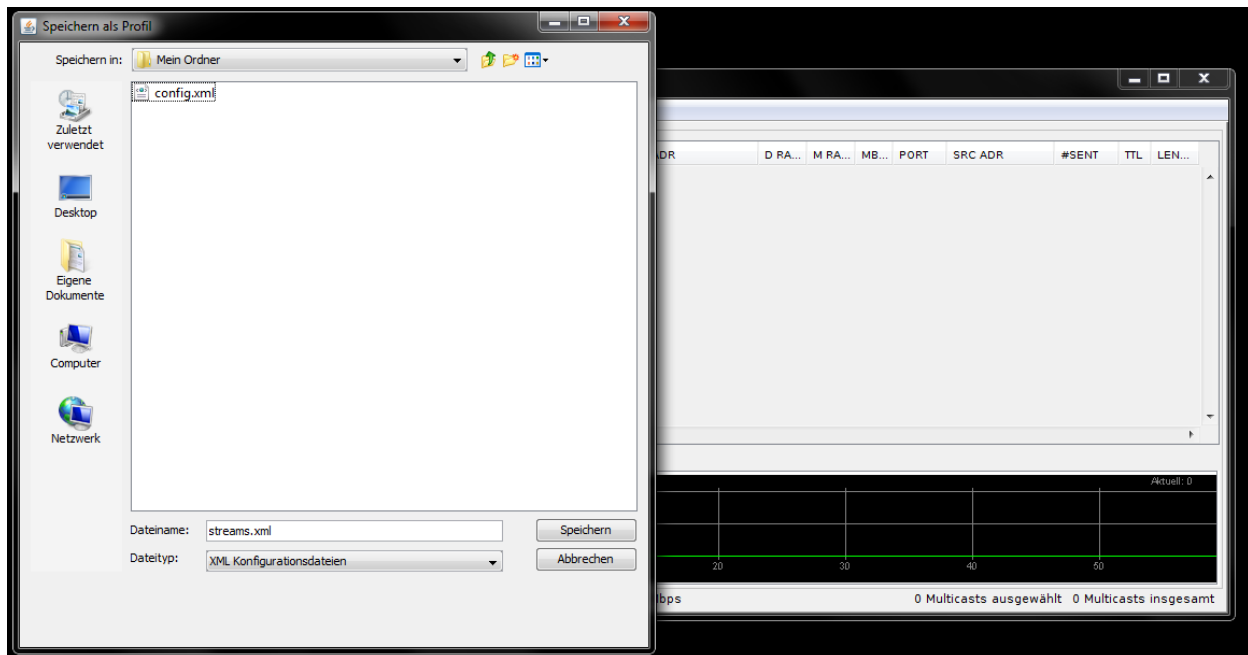 Speichern als Profil
Speichern in: Mein Ordner
config.xml
Zuletzt
verwendet
Desktop
Eigene
Dokumente
Computer
Netzwerk
Dateiname: streams.xml Speichern
Dateityp: XML Konfigurationsdateien Abbrechen
ADR D RA... M RA... MB... PORT SRC ADR #SENT TTL LEN...
Aktuell: 0
20 30 40 50
0 Multicasts ausgewählt 0 Multicasts insgesamt